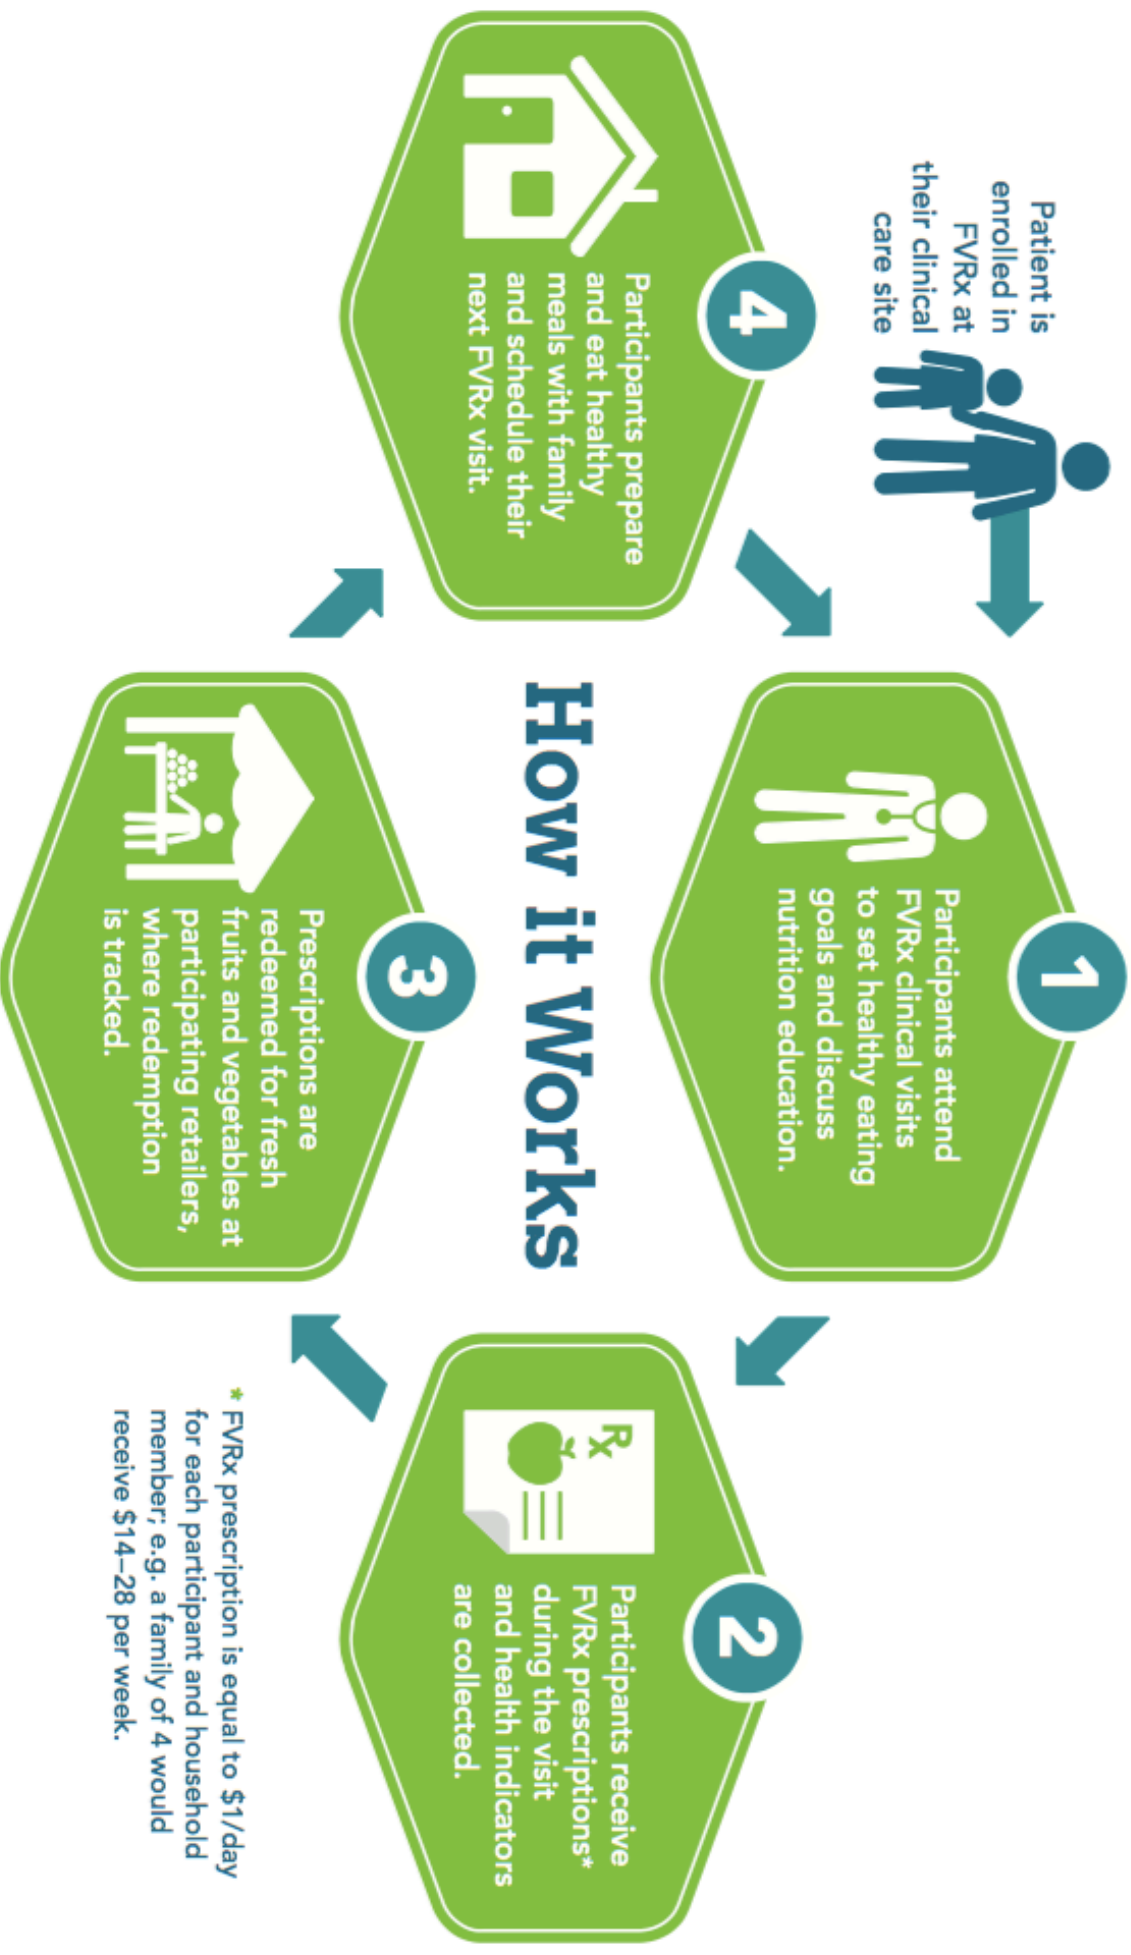 Patient is
enrolled in
FVRx at
their clinical
care site
1
Participants attend
FVRx clinical visits
to set healthy eating
goals and discuss
nutrition education.
2
Participants receive
FVRx prescriptions*
during the visit
and health indicators
are collected.
How it Works
3
Prescriptions are
redeemed for fresh
fruits and vegetables at
participating retailers,
where redemption
is tracked.
4
Participants prepare
and eat healthy
meals with family
and schedule their
next FVRx visit.
Rx
* FVRx prescription is equal to $1/day
for each participant and household
member; e.g. a family of 4 would
receive $14–28 per week.